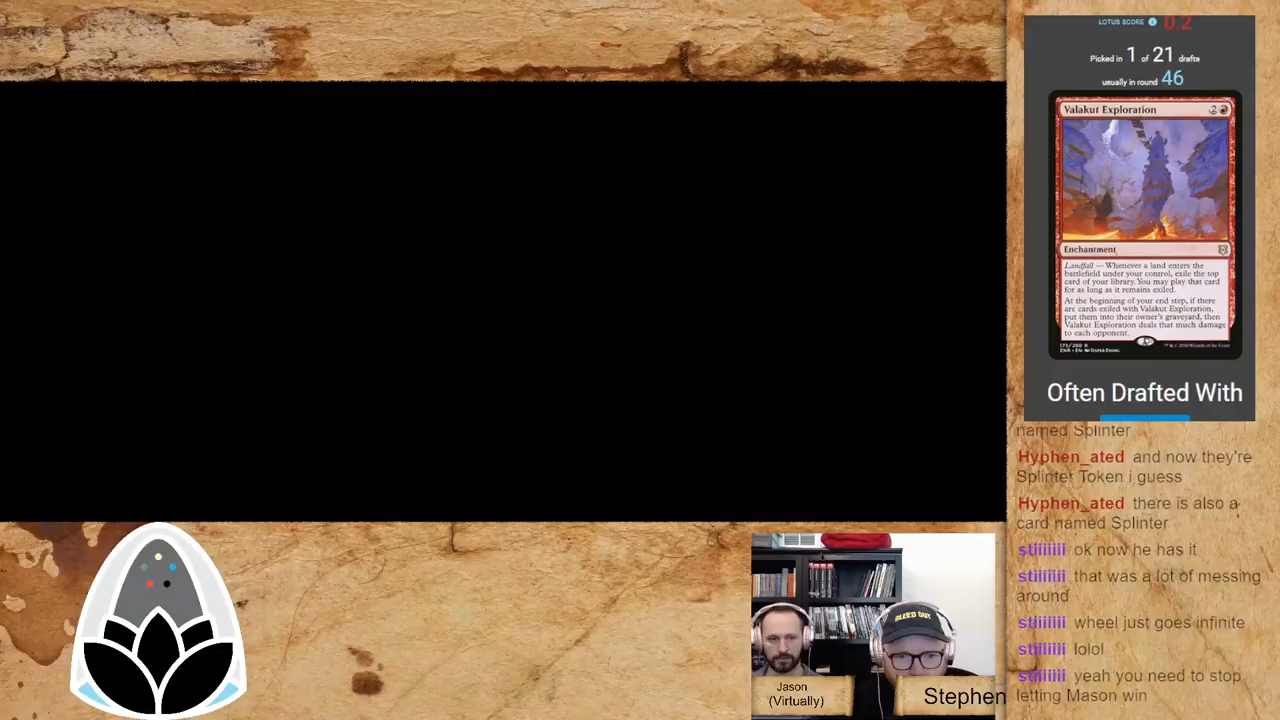 LOTUS SCORE 0.2
Picked in 1 of 21 drafts
usually in round 46
Valakut Exploration 2
Enchantment
Landfall — Whenever a land enters the
battlefield under your control, exile the top
card of your library. You may play that card
for as long as it remains exiled.
At the beginning of your end step, if there
are cards exiled with Valakut Exploration,
put them into their owner's graveyard, then
Valakut Exploration deals that much damage
to each opponent.
Often Drafted With
named Splinter
Hyphen_ated and now they're
Splinter Token i guess
Hyphen_ated there is also a
card named Splinter
stiiiiiii ok now he has it
stiiiiiii that was a lot of messing
around
stiiiiiii wheel just goes infinite
stiiiiiii lolol
stiiiiiii yeah you need to stop
letting Mason win
BLEED OUT
Jason
(Virtually)
Stephen